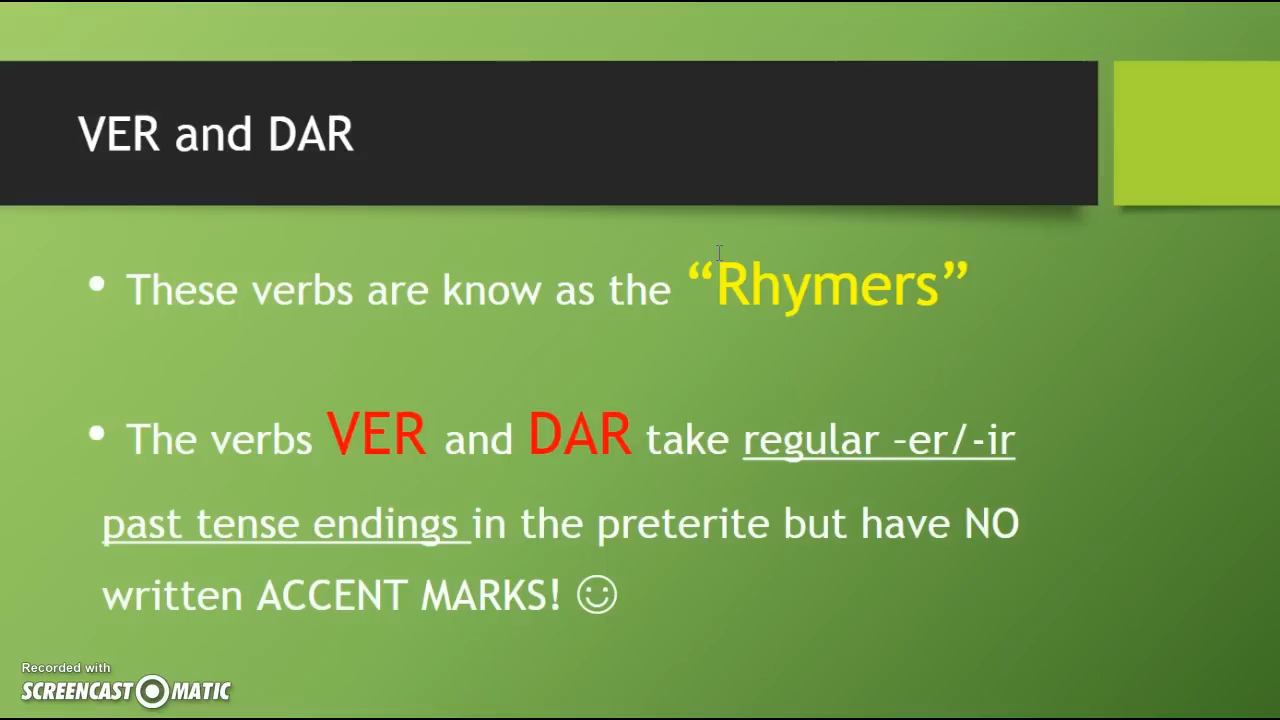 VER and DAR
• These verbs are know as the “Rhymers”
• The verbs VER and DAR take regular –er/-ir
past tense endings in the preterite but have NO
written ACCENT MARKS! ☺
Recorded with
SCREENCAST O MATIC